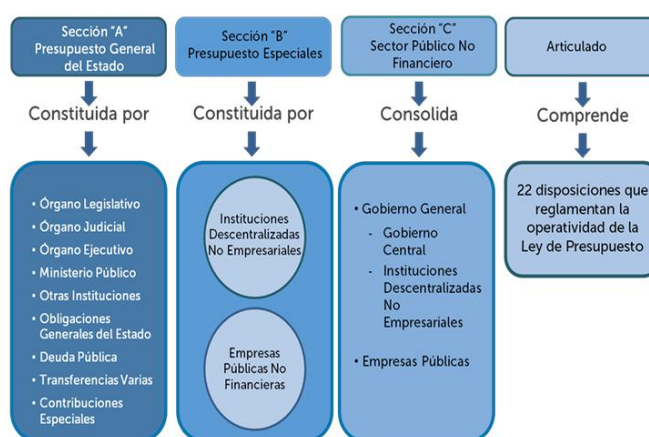 Sección "A"
Presupuesto General
del Estado
Constituida por
• Órgano Legislativo
• Órgano Judicial
• Órgano Ejecutivo
• Ministerio Público
• Otras Instituciones
• Obligaciones
Generales del Estado
• Deuda Pública
• Transferencias Varias
• Contribuciones
Especiales
Sección "B"
Presupuesto Especiales
Constituida por
Instituciones
Descentralizadas
No Empresariales
Empresas
Públicas No
Financieras
Sección "C"
Sector Público No
Financiero
Consolida
• Gobierno General
- Gobierno
Central
- Instituciones
Descentralizadas
No
Empresariales
• Empresas Públicas
Articulado
Comprende
22 disposiciones que
reglamentan la
operatividad de la
Ley de Presupuesto